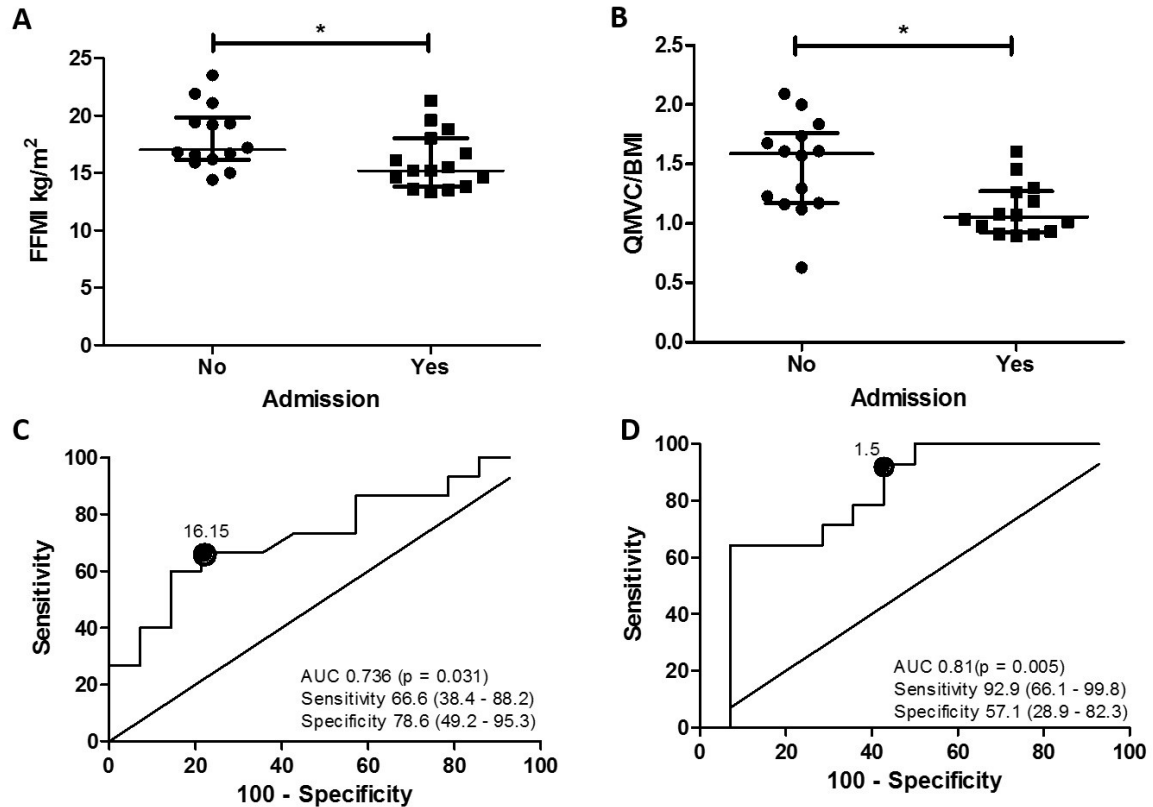 A
*
FFMI kg/m²
25
20
15
10
5
0
No
Yes
Admission
B
*
QMVC/BMI
2.5
2.0
1.5
1.0
0.5
0.0
No
Yes
Admission
C
Sensitivity
100
80
60
40
20
0
16.15
AUC 0.736 (p = 0.031)
Sensitivity 66.6 (38.4 - 88.2)
Specificity 78.6 (49.2 - 95.3)
0 20 40 60 80 100
100 - Specificity
D
Sensitivity
100
80
60
40
20
0
1.5
AUC 0.81(p = 0.005)
Sensitivity 92.9 (66.1 - 99.8)
Specificity 57.1 (28.9 - 82.3)
0 20 40 60 80 100
100 - Specificity